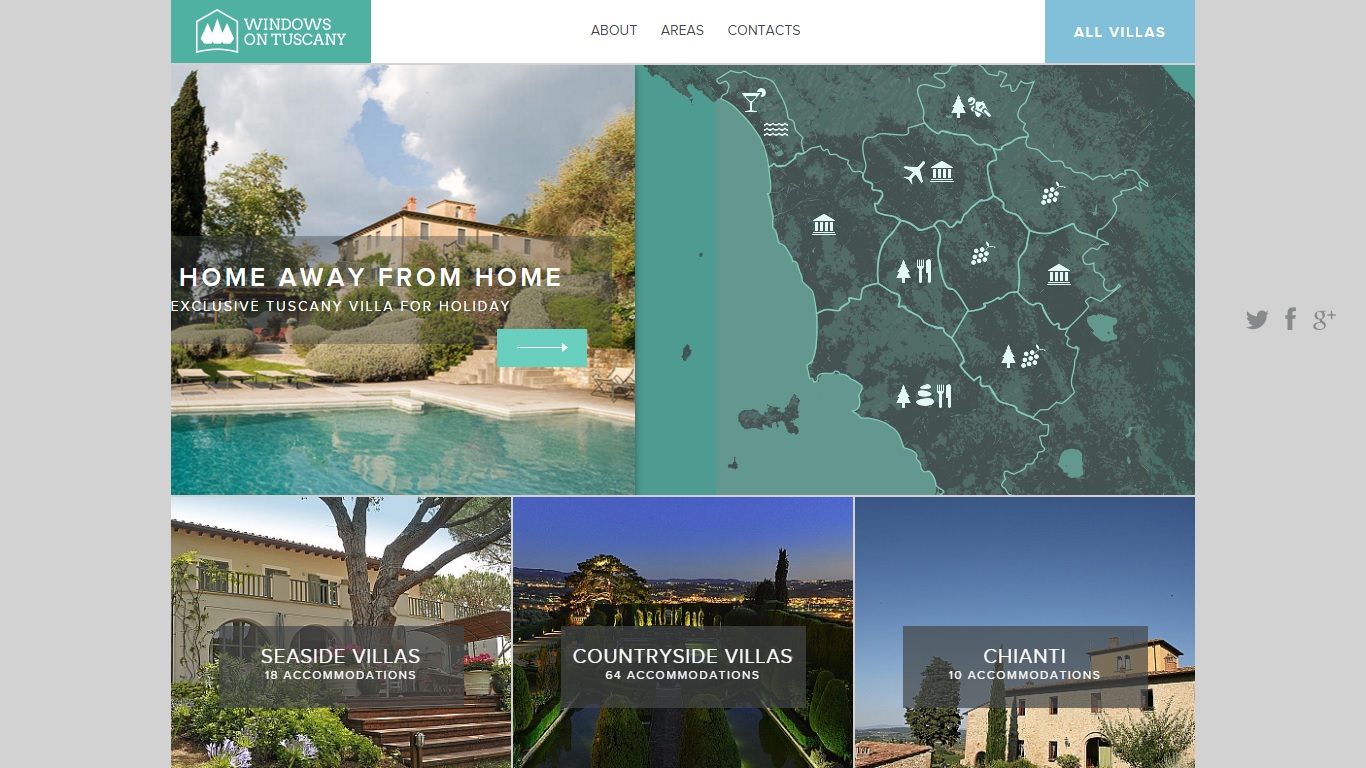 WINDOWS
ON TUSCANY
ABOUT AREAS CONTACTS
ALL VILLAS
HOME AWAY FROM HOME
EXCLUSIVE TUSCANY VILLA FOR HOLIDAY
g+
SEASIDE VILLAS
18 ACCOMMODATIONS
COUNTRYSIDE VILLAS
64 ACCOMMODATIONS
CHIANTI
10 ACCOMMODATIONS